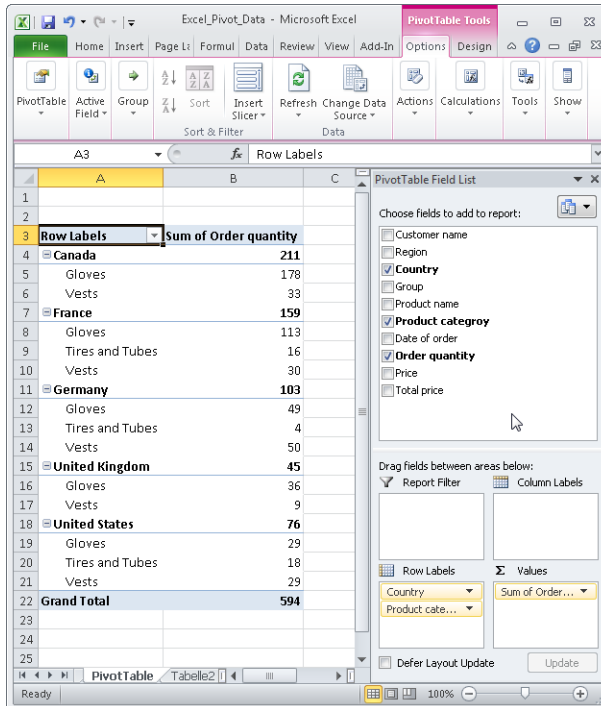 Excel_Pivot_Data - Microsoft Excel PivotTable Tools
File Home Insert Page La Formul Data Review View Add-In Options Design
PivotTable Active Field Group Sort Insert Slicer Refresh Change Data Source Actions Calculations Tools Show
Sort & Filter Data
A3 fx Row Labels
A B C
1
2
3 Row Labels Sum of Order quantity
4 Canada 211
5 Gloves 178
6 Vests 33
7 France 159
8 Gloves 113
9 Tires and Tubes 16
10 Vests 30
11 Germany 103
12 Gloves 49
13 Tires and Tubes 4
14 Vests 50
15 United Kingdom 45
16 Gloves 36
17 Vests 9
18 United States 76
19 Gloves 29
20 Tires and Tubes 18
21 Vests 29
22 Grand Total 594
23
24
25
PivotTable Field List
Choose fields to add to report:
Customer name
Region
Country
Group
Product name
Product categroy
Date of order
Order quantity
Price
Total price
Drag fields between areas below:
Report Filter Column Labels
Row Labels Σ Values
Country Sum of Order...
Product cate...
Defer Layout Update Update
PivotTable Tabelle2
Ready 100%